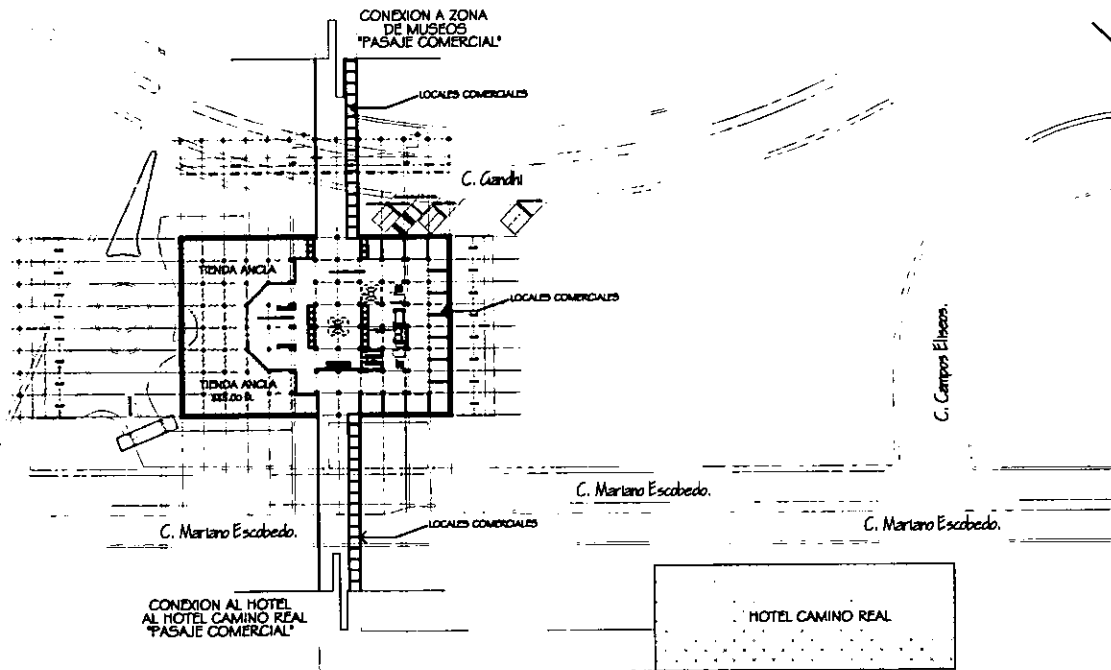 CONEXION A ZONA
DE MUSEOS
"PASAJE COMERCIAL"
LOCALES COMERCIALES
C. Gandhi
TIENDA ANCLA
LOCALES COMERCIALES
C. Campos Eliseos.
TIENDA ANCLA
C. Mariano Escobedo.
C. Mariano Escobedo.
C. Mariano Escobedo.
LOCALES COMERCIALES
CONEXION AL HOTEL
AL HOTEL CAMINO REAL
"PASAJE COMERCIAL"
HOTEL CAMINO REAL